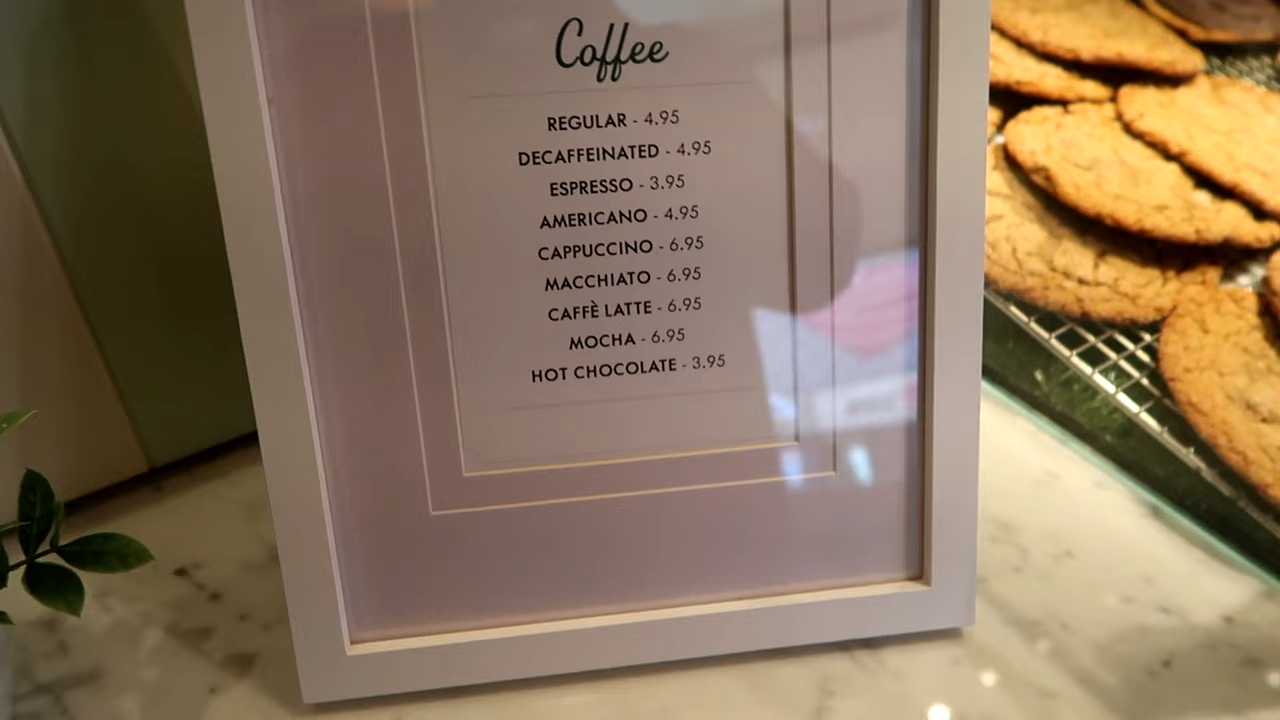 Coffee
REGULAR - 4.95
DECAFFEINATED - 4.95
ESPRESSO - 3.95
AMERICANO - 4.95
CAPPUCCINO - 6.95
MACCHIATO - 6.95
CAFFÈ LATTE - 6.95
MOCHA - 6.95
HOT CHOCOLATE - 3.95